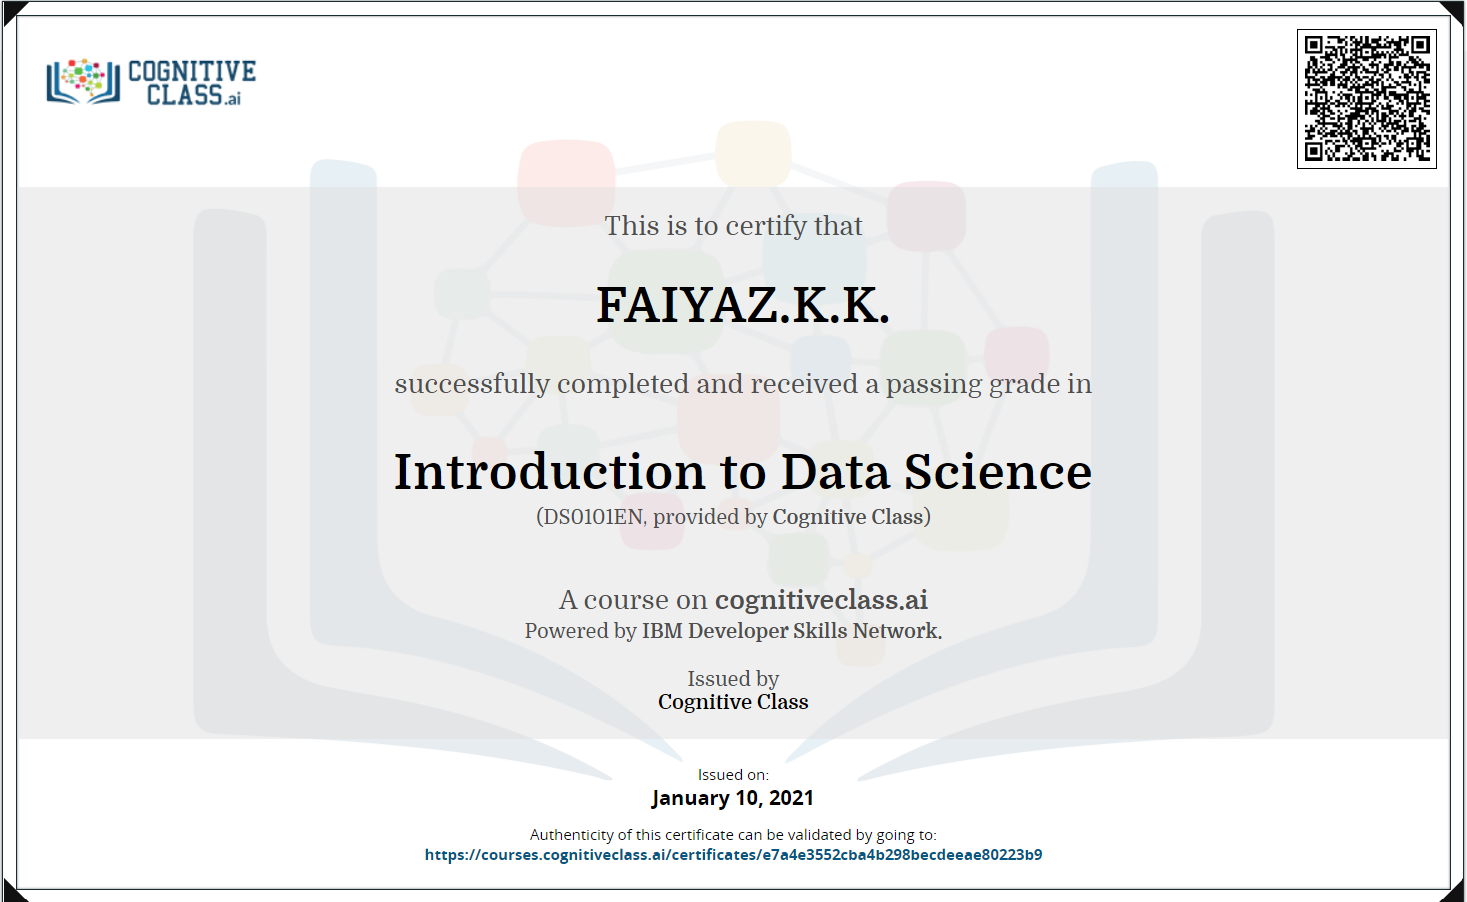 COGNITIVE
CLASS.ai
This is to certify that
FAIYAZ.K.K.
successfully completed and received a passing grade in
Introduction to Data Science
(DS0101EN, provided by Cognitive Class)
A course on cognitiveclass.ai
Powered by IBM Developer Skills Network.
Issued by
Cognitive Class
Issued on:
January 10, 2021
Authenticity of this certificate can be validated by going to:
https://courses.cognitiveclass.ai/certificates/e7a4e3552cba4b298becdeeae80223b9